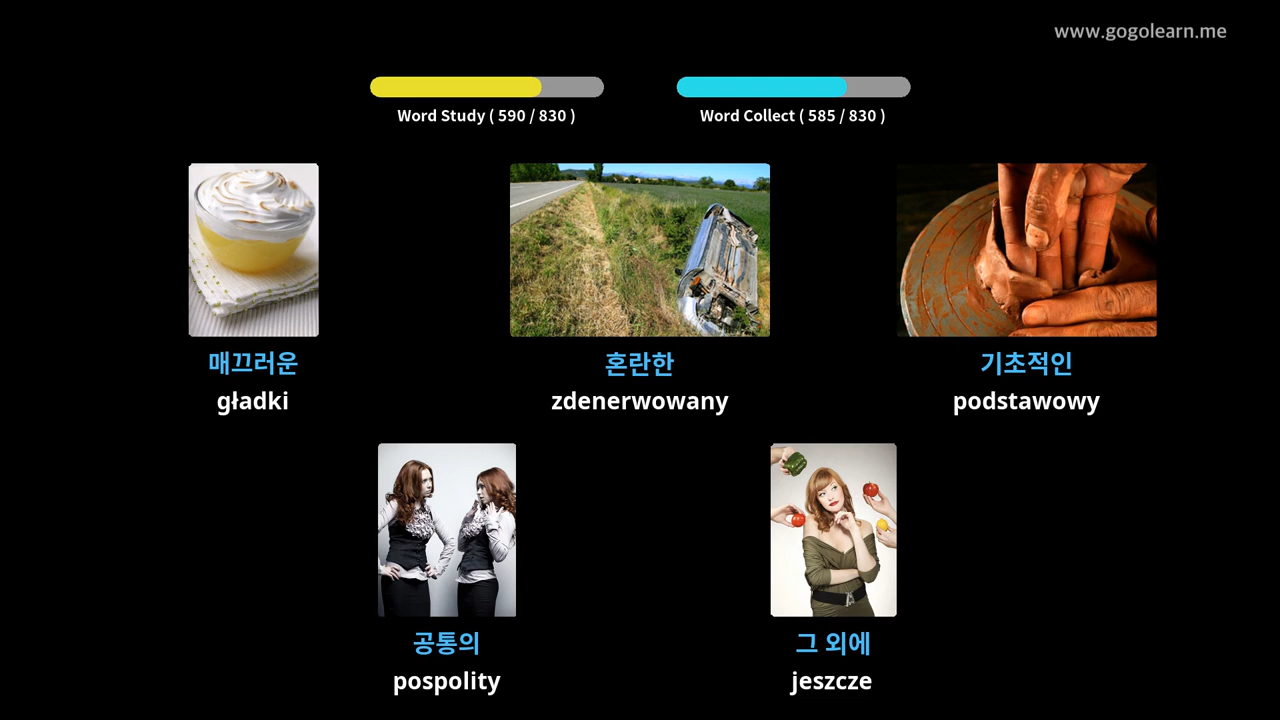 www.gogolearn.me
Word Study ( 590 / 830 )
Word Collect ( 585 / 830 )
매끄러운
gładki
혼란한
zdenerwowany
기초적인
podstawowy
공통의
pospolity
그 외에
jeszcze